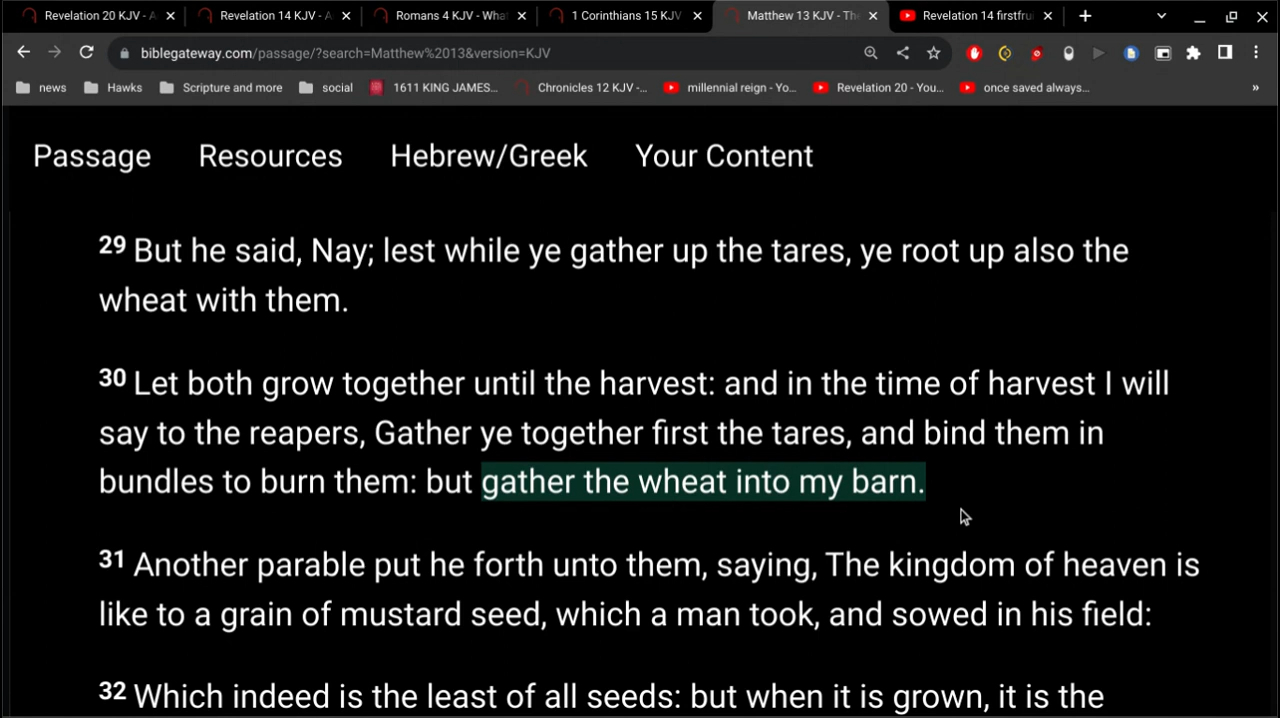 Revelation 20 KJV - A
Revelation 14 KJV - A
Romans 4 KJV - What
1 Corinthians 15 KJV
Matthew 13 KJV - The
Revelation 14 firstfru
biblegateway.com/passage/?search=Matthew%2013&version=KJV
news
Hawks
Scripture and more
social
1611 KING JAMES...
Chronicles 12 KJV -...
millennial reign - Yo...
Revelation 20 - You...
once saved always...
Passage Resources Hebrew/Greek Your Content
29 But he said, Nay; lest while ye gather up the tares, ye root up also the
wheat with them.
30 Let both grow together until the harvest: and in the time of harvest I will
say to the reapers, Gather ye together first the tares, and bind them in
bundles to burn them: but gather the wheat into my barn.
31 Another parable put he forth unto them, saying, The kingdom of heaven is
like to a grain of mustard seed, which a man took, and sowed in his field:
32 Which indeed is the least of all seeds: but when it is grown, it is the